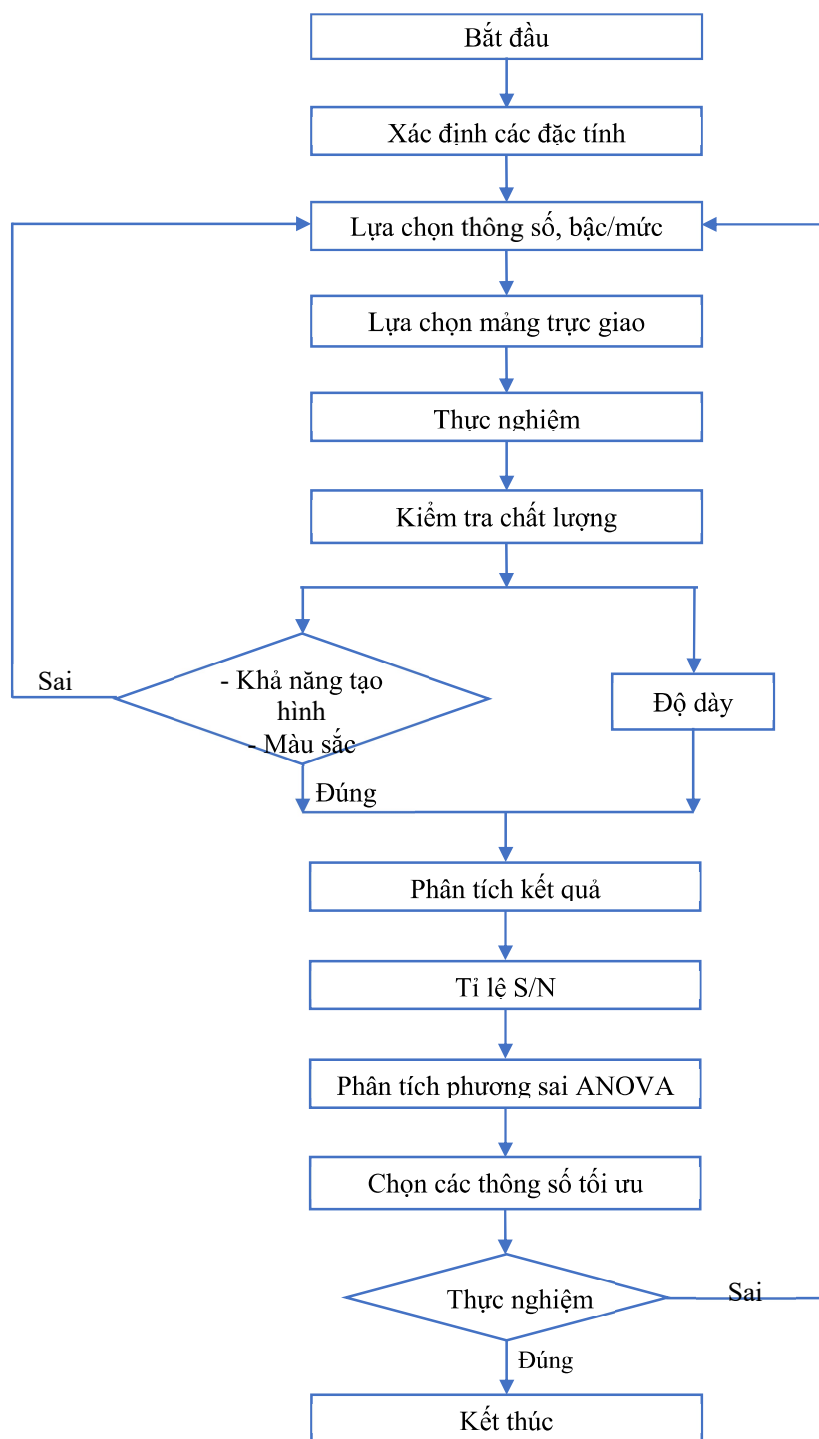 Bắt đầu
Xác định các đặc tính
Lựa chọn thông số, bậc/mức
Lựa chọn mảng trực giao
Thực nghiệm
Kiểm tra chất lượng
Sai
- Khả năng tạo
hình
- Màu sắc
Độ dày
Đúng
Phân tích kết quả
Tỉ lệ S/N
Phân tích phương sai ANOVA
Chọn các thông số tối ưu
Thực nghiệm
Sai
Đúng
Kết thúc